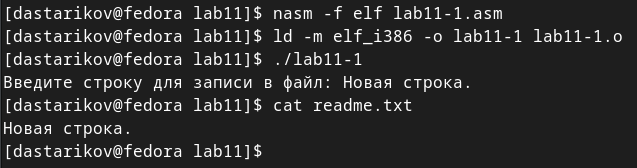 [dastarikov@fedora lab11]$ nasm -f elf lab11-1.asm
[dastarikov@fedora lab11]$ ld -m elf_i386 -o lab11-1 lab11-1.o
[dastarikov@fedora lab11]$ ./lab11-1
Введите строку для записи в файл: Новая строка.
[dastarikov@fedora lab11]$ cat readme.txt
Новая строка.
[dastarikov@fedora lab11]$